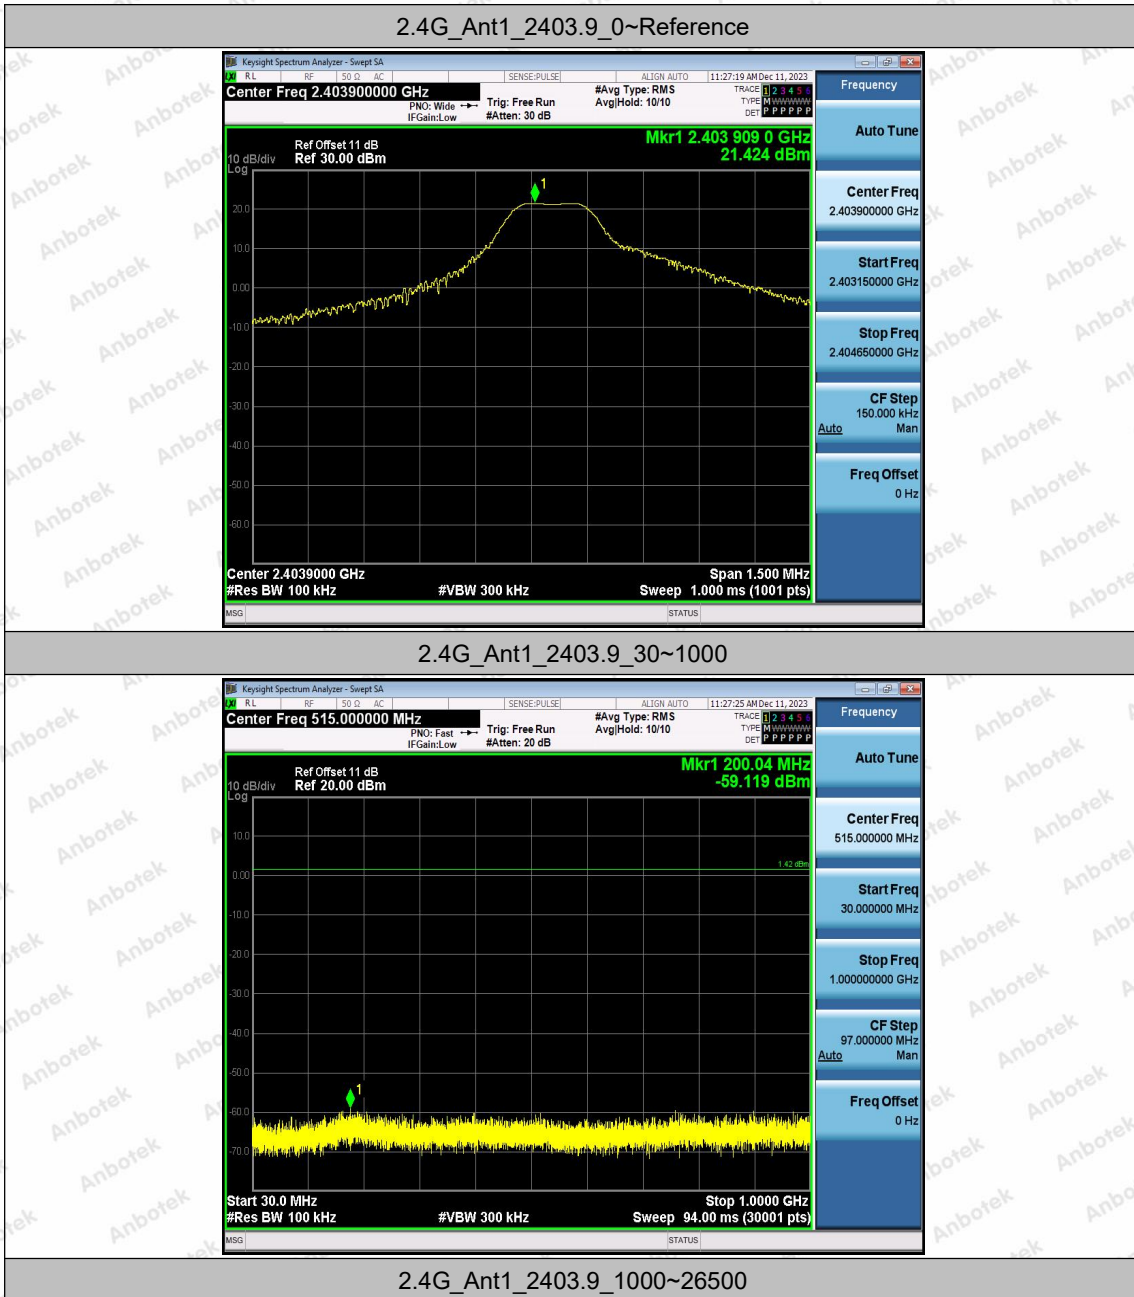 2.4G_Ant1_2403.9_0~Reference
Keysight Spectrum Analyzer - Swept SA
LXI RL RF 50 Ω AC SENSE:PULSE ALIGN AUTO 11:27:19 AM Dec 11, 2023
Center Freq 2.403900000 GHz
PNO: Wide
IFGain:Low
Trig: Free Run
#Atten: 30 dB
#Avg Type: RMS
Avg|Hold: 10/10
TRACE 1 2 3 4 5 6
TYPE M W W W W W
DET P P P P P P
Mkr1 2.403 909 0 GHz
21.424 dBm
Ref Offset 11 dB
10 dB/div Ref 30.00 dBm
Log
1
20.0
10.0
0.00
-10.0
-20.0
-30.0
-40.0
-50.0
-60.0
Center 2.4039000 GHz Span 1.500 MHz
#Res BW 100 kHz #VBW 300 kHz Sweep 1.000 ms (1001 pts)
MSG STATUS
Frequency
Auto Tune
Center Freq
2.403900000 GHz
Start Freq
2.403150000 GHz
Stop Freq
2.404650000 GHz
CF Step
150.000 kHz
Auto Man
Freq Offset
0 Hz
2.4G_Ant1_2403.9_30~1000
Keysight Spectrum Analyzer - Swept SA
LXI RL RF 50 Ω AC SENSE:PULSE ALIGN AUTO 11:27:25 AM Dec 11, 2023
Center Freq 515.000000 MHz
PNO: Fast
IFGain:Low
Trig: Free Run
#Atten: 20 dB
#Avg Type: RMS
Avg|Hold: 10/10
TRACE 1 2 3 4 5 6
TYPE M W W W W W
DET P P P P P P
Mkr1 200.04 MHz
-59.119 dBm
Ref Offset 11 dB
10 dB/div Ref 20.00 dBm
Log
10.0
1.42 dBm
0.00
-10.0
-20.0
-30.0
-40.0
-50.0
1
-60.0
-70.0
Start 30.0 MHz Stop 1.0000 GHz
#Res BW 100 kHz #VBW 300 kHz Sweep 94.00 ms (30001 pts)
MSG STATUS
Frequency
Auto Tune
Center Freq
515.000000 MHz
Start Freq
30.000000 MHz
Stop Freq
1.000000000 GHz
CF Step
97.000000 MHz
Auto Man
Freq Offset
0 Hz
2.4G_Ant1_2403.9_1000~26500
Anbotek